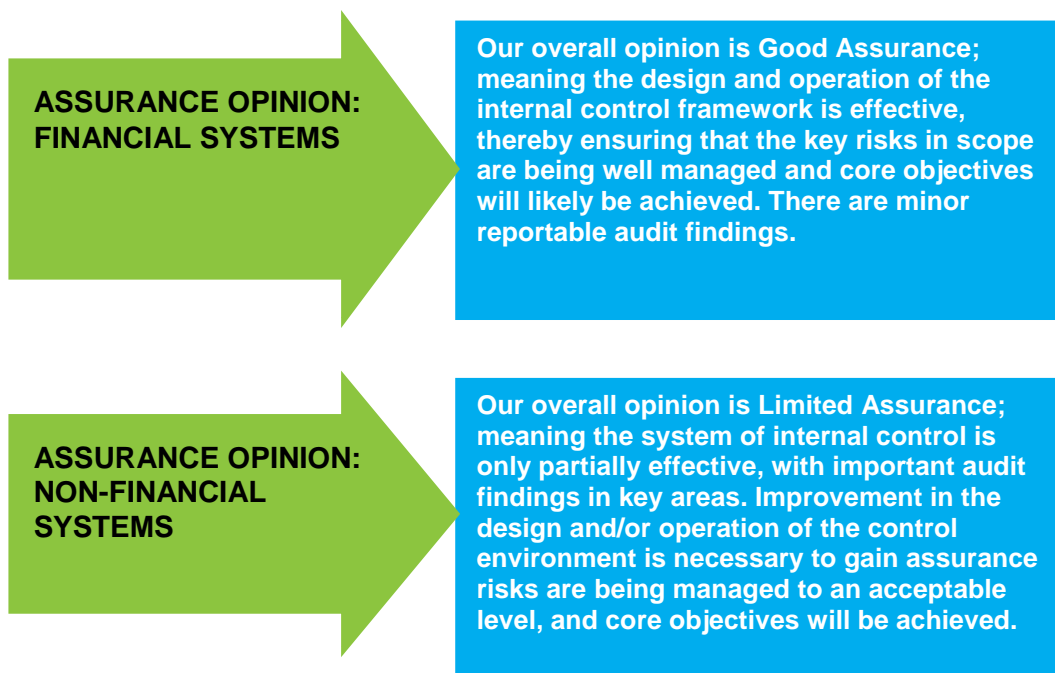 ASSURANCE OPINION:
FINANCIAL SYSTEMS
Our overall opinion is Good Assurance;
meaning the design and operation of the
internal control framework is effective,
thereby ensuring that the key risks in scope
are being well managed and core objectives
will likely be achieved. There are minor
reportable audit findings.
ASSURANCE OPINION:
NON-FINANCIAL
SYSTEMS
Our overall opinion is Limited Assurance;
meaning the system of internal control is
only partially effective, with important audit
findings in key areas. Improvement in the
design and/or operation of the control
environment is necessary to gain assurance
risks are being managed to an acceptable
level, and core objectives will be achieved.